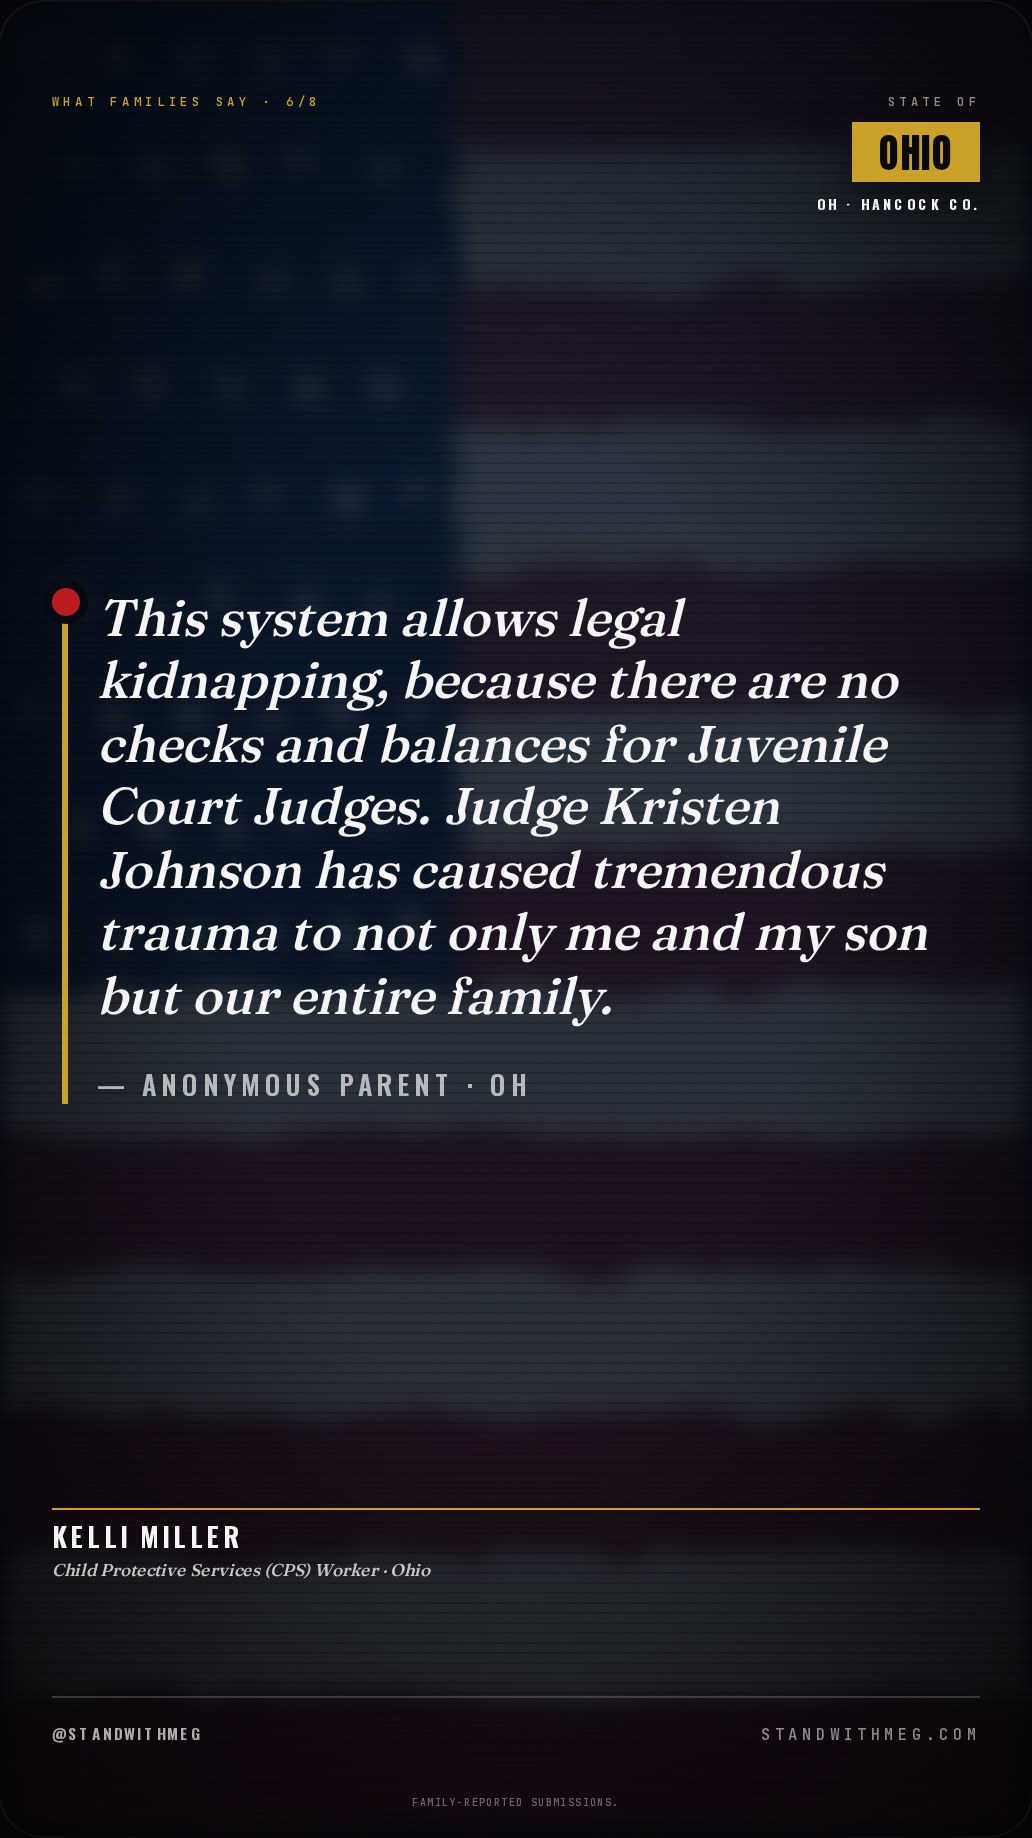 WHAT FAMILIES SAY · 6/8
STATE OF
OHIO
OH · HANCOCK CO.
This system allows legal
kidnapping, because there are no
checks and balances for Juvenile
Court Judges. Judge Kristen
Johnson has caused tremendous
trauma to not only me and my son
but our entire family.
— ANONYMOUS PARENT · OH
KELLI MILLER
Child Protective Services (CPS) Worker · Ohio
@STANDWITHMEG
STANDWITHMEG.COM
FAMILY-REPORTED SUBMISSIONS.